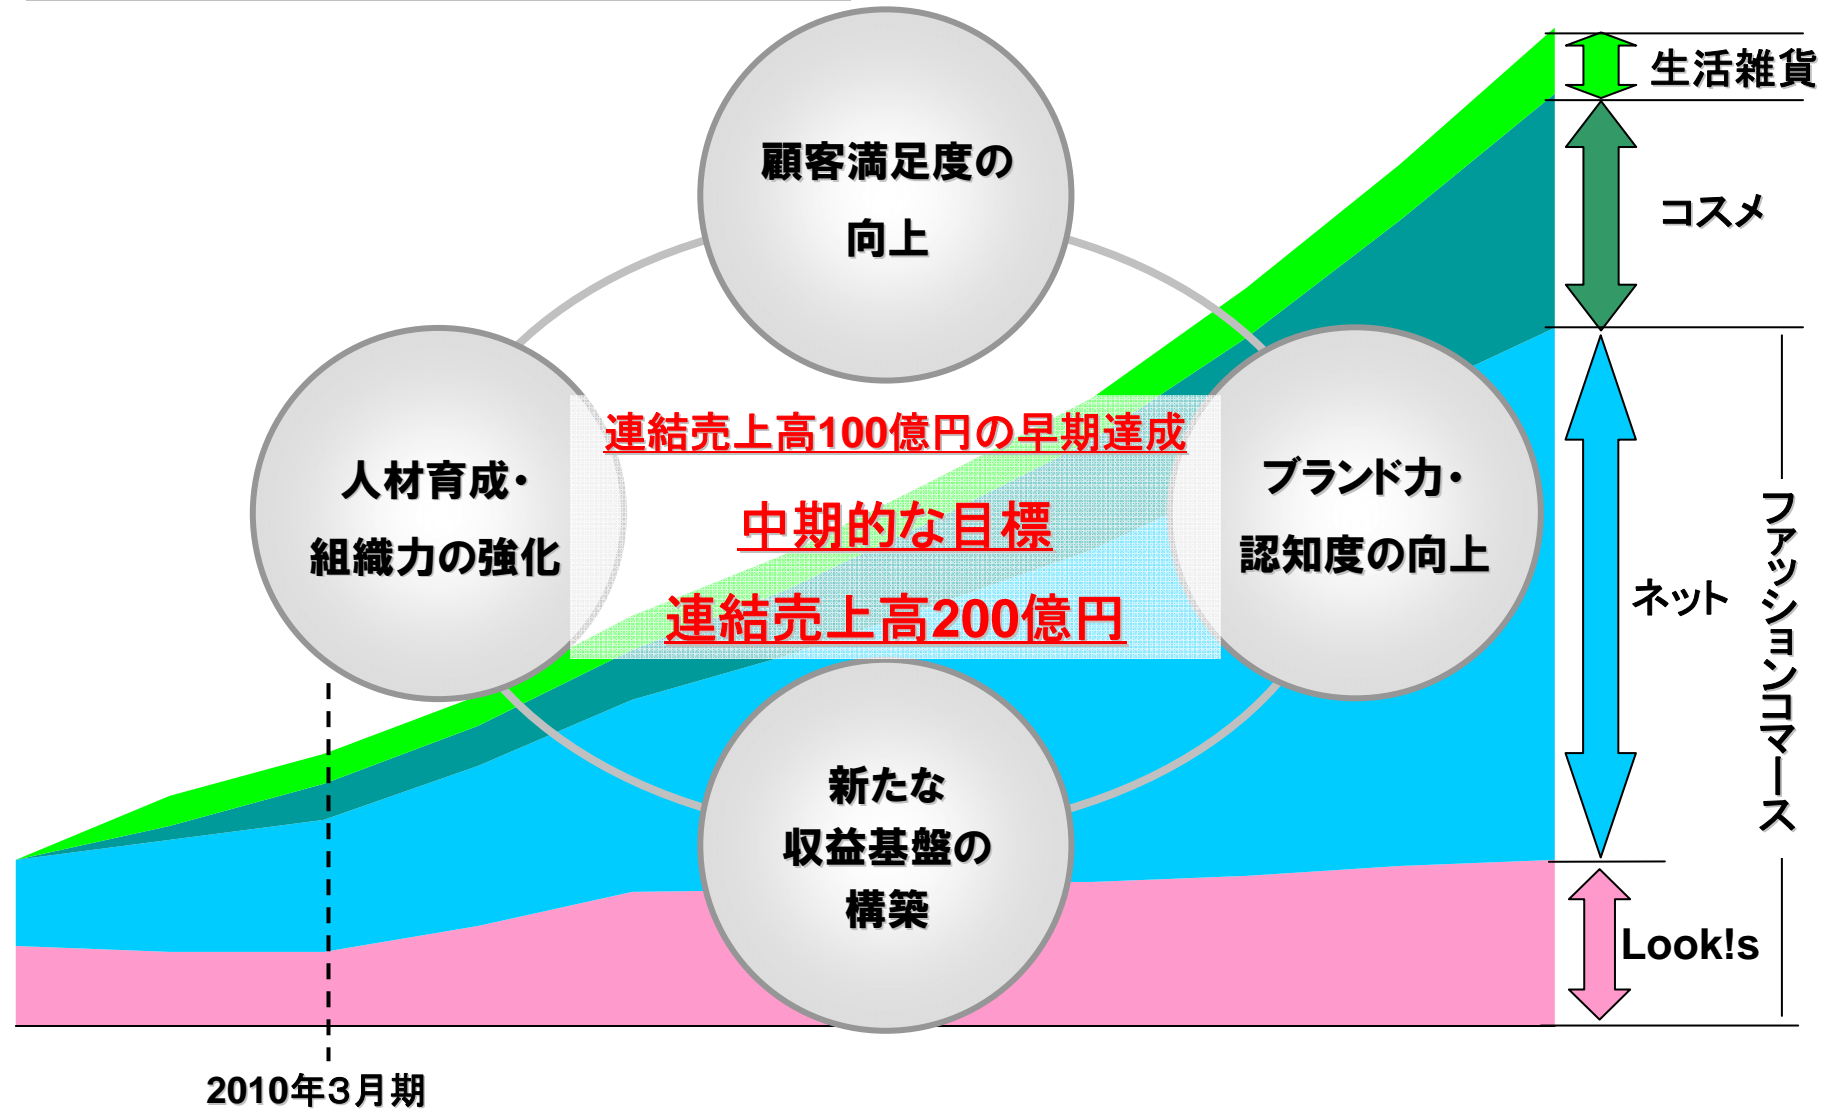 顧客満足度の
向上
生活雑貨
コスメ
連結売上高100億円の早期達成
中期的な目標
連結売上高200億円
人材育成・
組織力の強化
ブランド力・
認知度の向上
ネット
ファッションコマース
新たな
収益基盤の
構築
Look!s
2010年３月期